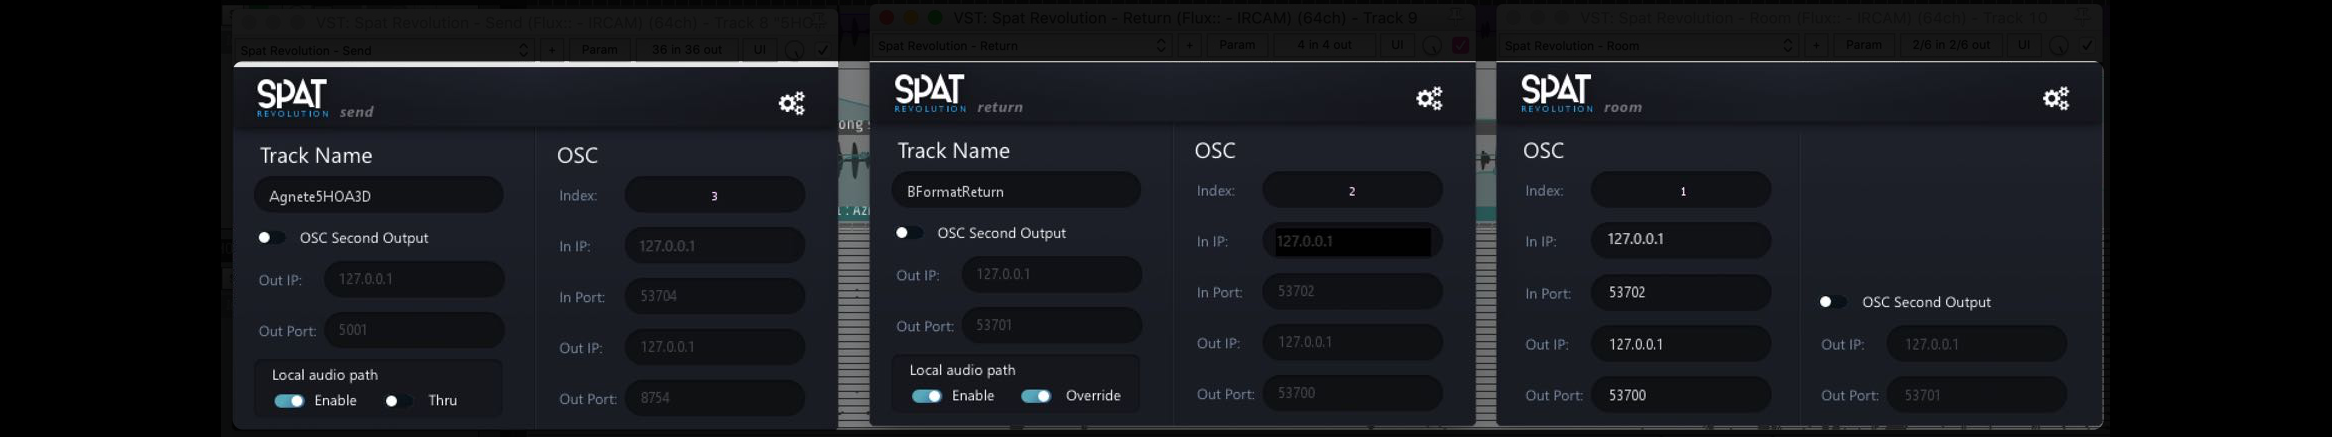 VST: Spat Revolution - Send (Flux:: - IRCAM) (64ch) - Track 8 "5HO
Spat Revolution - Send + Param 36 in 36 out UI
SPAT
REVOLUTION send
Track Name
Agnete5HOA3D
OSC Second Output
Out IP: 127.0.0.1
Out Port: 5001
Local audio path
Enable Thru
OSC
Index: 3
In IP: 127.0.0.1
In Port: 53704
Out IP: 127.0.0.1
Out Port: 8754
ong s
VST: Spat Revolution - Return (Flux:: - IRCAM) (64ch) - Track 9
Spat Revolution - Return + Param 4 in 4 out UI
SPAT
REVOLUTION return
Track Name
BFormatReturn
OSC Second Output
Out IP: 127.0.0.1
Out Port: 53701
Local audio path
Enable Override
OSC
Index: 2
In IP: 127.0.0.1
In Port: 53702
Out IP: 127.0.0.1
Out Port: 53700
VST: Spat Revolution - Room (Flux:: - IRCAM) (64ch) - Track 10
Spat Revolution - Room + Param 2/6 in 2/6 out UI
SPAT
REVOLUTION room
OSC
Index: 1
In IP: 127.0.0.1
In Port: 53702
Out IP: 127.0.0.1
Out Port: 53700
OSC Second Output
Out IP: 127.0.0.1
Out Port: 53701